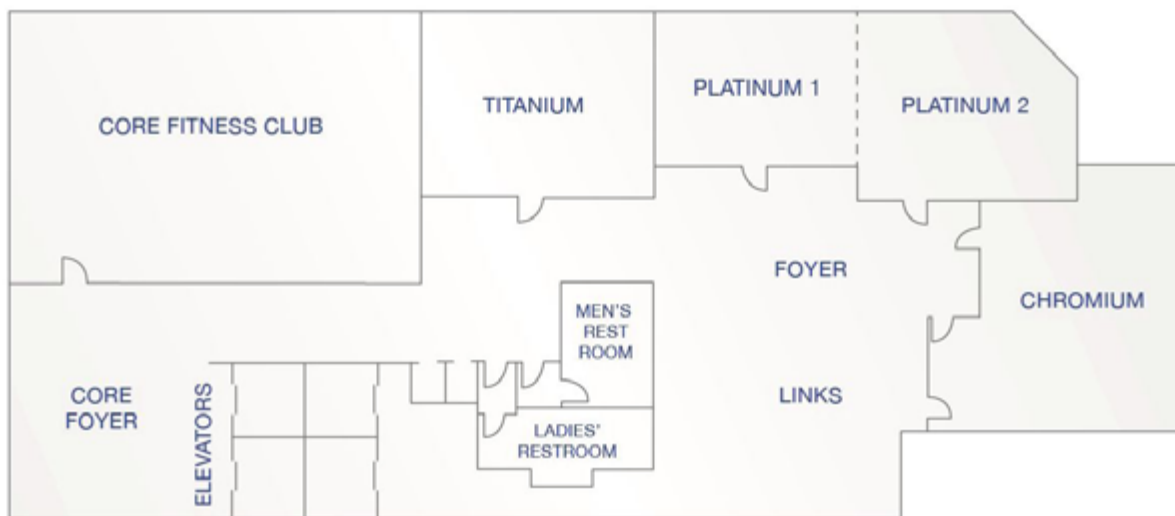 CORE FITNESS CLUB
TITANIUM
PLATINUM 1
PLATINUM 2
FOYER
CHROMIUM
MEN'S
REST
ROOM
CORE
FOYER
ELEVATORS
LINKS
LADIES'
RESTROOM